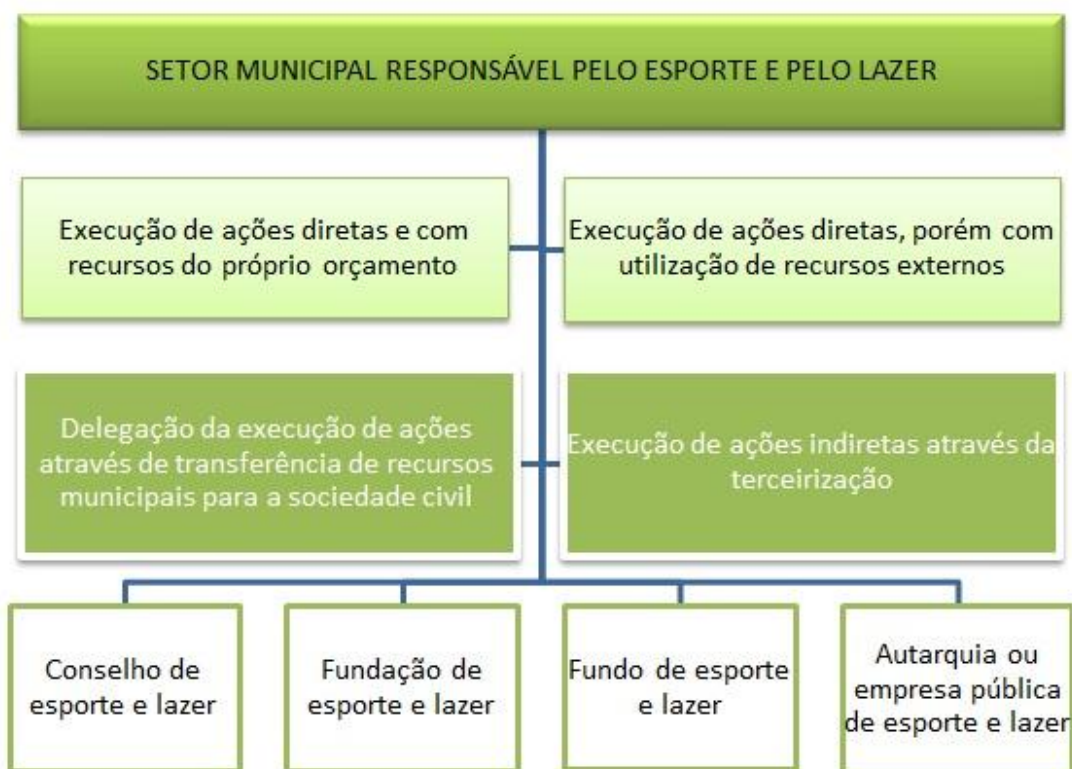 SETOR MUNICIPAL RESPONSÁVEL PELO ESPORTE E PELO LAZER
Execução de ações diretas e com
recursos do próprio orçamento
Execução de ações diretas, porém com
utilização de recursos externos
Delegação da execução de ações
através de transferência de recursos
municipais para a sociedade civil
Execução de ações indiretas através da
terceirização
Conselho de
esporte e lazer
Fundação de
esporte e lazer
Fundo de esporte
e lazer
Autarquia ou
empresa pública
de esporte e lazer